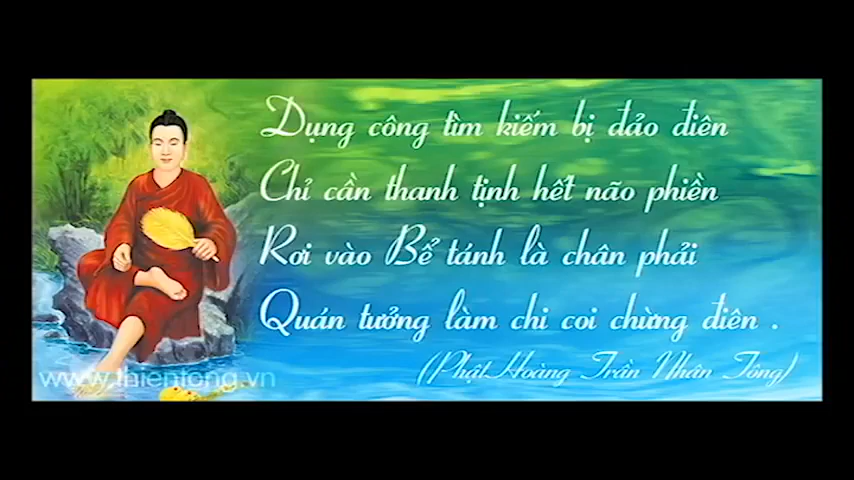 Dụng công tìm kiếm bị đảo điên
Chỉ cần thanh tịnh hết não phiền
Rơi vào Bể tánh là chân phải
Quán tưởng làm chi coi chừng điên .
(Phật Hoàng Trần Nhân Tông)
www.thientong.vn